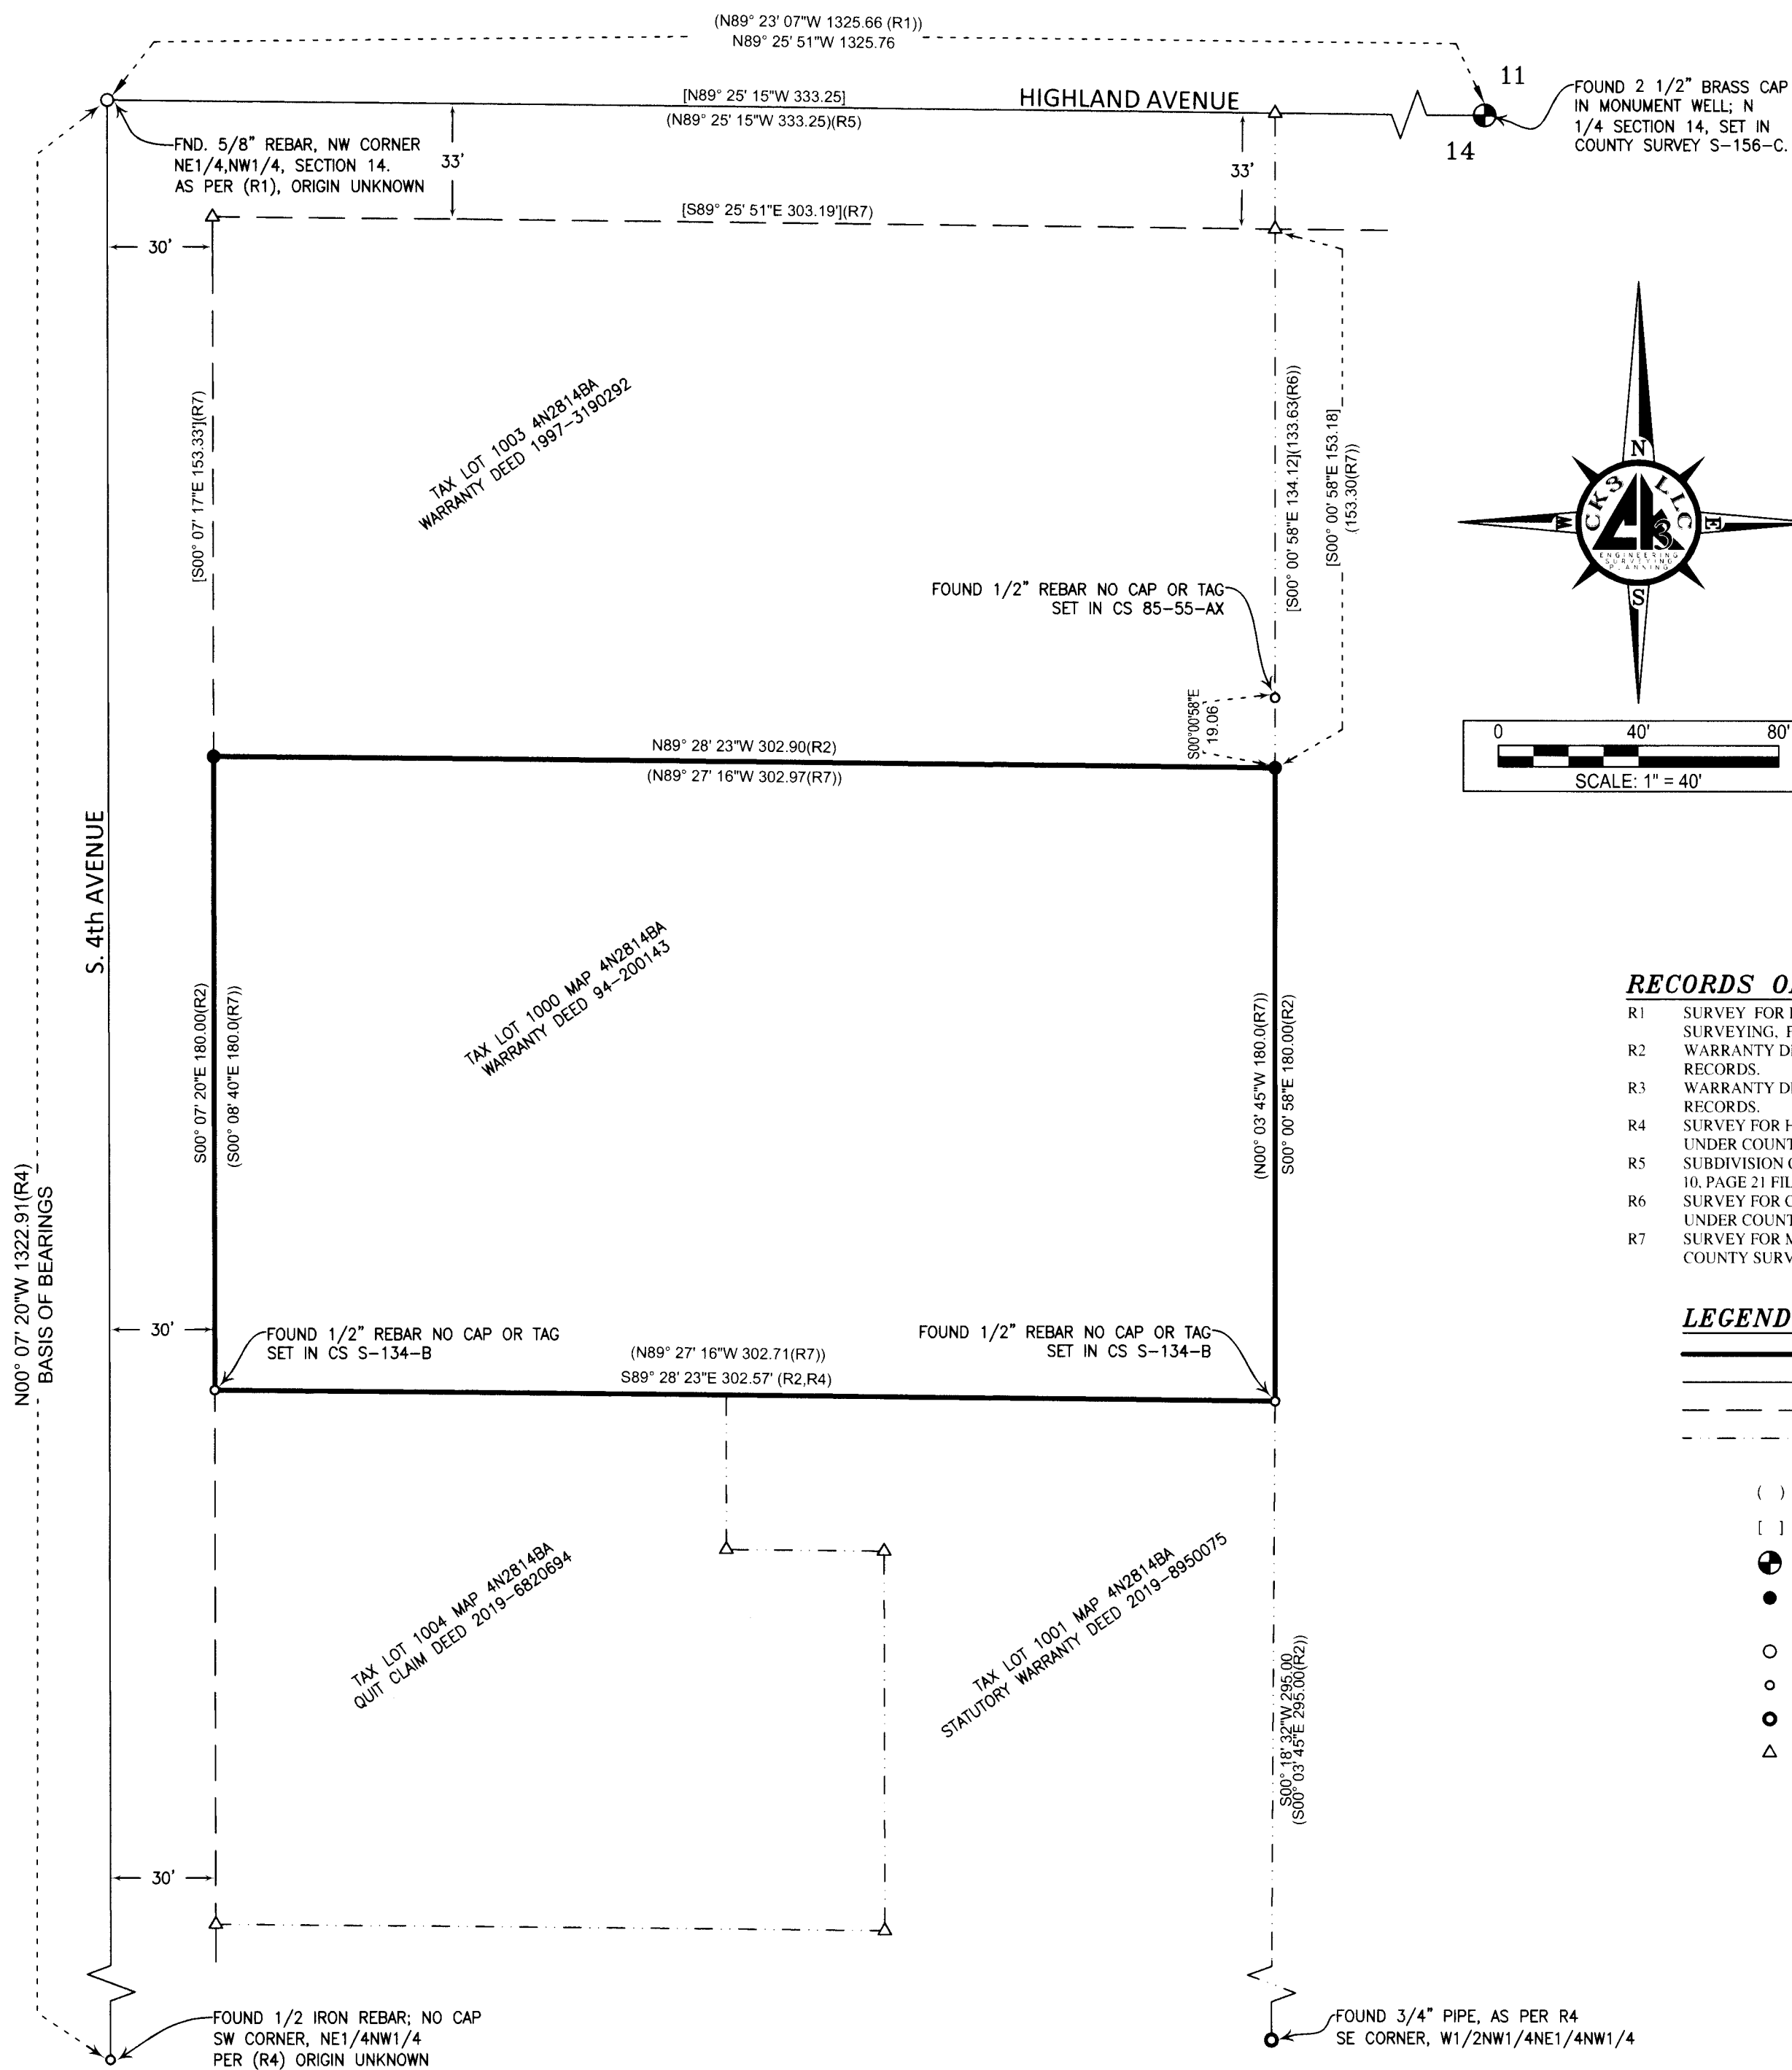 (N89° 23' 07"W 1325.66 (R1))
N89° 25' 51"W 1325.76
11
14
FOUND 2 1/2" BRASS CAP
IN MONUMENT WELL; N
1/4 SECTION 14, SET IN
COUNTY SURVEY S-156-C.
[N89° 25' 15"W 333.25]
HIGHLAND AVENUE
(N89° 25' 15"W 333.25)(R5)
FND. 5/8" REBAR, NW CORNER
NE1/4,NW1/4, SECTION 14.
AS PER (R1), ORIGIN UNKNOWN
33'
33'
[S89° 25' 51"E 303.19'](R7)
30'
[S00° 07' 17"E 153.33'](R7)
TAX LOT 1003 4N2814BA
WARRANTY DEED 1997-3190292
[S00° 00' 58"E 134.12](133.63(R6))
[S00° 00' 58"E 153.18]
(153.30(R7))
FOUND 1/2" REBAR NO CAP OR TAG
SET IN CS 85-55-AX
S00°00'58"E
19.06
N
CK3 LLC
W
E
CK3
ENGINEERING
SURVEYING
PLANNING
S
0 40' 80'
SCALE: 1" = 40'
N89° 28' 23"W 302.90(R2)
(N89° 27' 16"W 302.97(R7))
S. 4th AVENUE
TAX LOT 1000 MAP 4N2814BA
WARRANTY DEED 94-200143
S00° 07' 20"E 180.00(R2)
(S00° 08' 40"E 180.0(R7))
(N00° 03' 45"W 180.0(R7))
S00° 00' 58"E 180.00(R2)
N00° 07' 20"W 1322.91(R4)
BASIS OF BEARINGS
RECORDS O
R1 SURVEY FOR
SURVEYING,
R2 WARRANTY
RECORDS.
R3 WARRANTY
RECORDS.
R4 SURVEY FOR
UNDER
R5 SUBDIVISION
10, PAGE 21
R6 SURVEY FOR
UNDER
R7 SURVEY FOR
COUNTY
LEGEND
( )
[ ]
30'
FOUND 1/2" REBAR NO CAP OR TAG
SET IN CS S-134-B
FOUND 1/2" REBAR NO CAP OR TAG
SET IN CS S-134-B
(N89° 27' 16"W 302.71(R7))
S89° 28' 23"E 302.57' (R2,R4)
TAX LOT 1004 MAP 4N2814BA
QUIT CLAIM DEED 2019-6820694
TAX LOT 1001 MAP 4N2814BA
STATUTORY WARRANTY DEED 2019-8950075
S00° 18' 32"W 295.00
(S00° 03' 45"E 295.00(R2))
30'
FOUND 1/2 IRON REBAR; NO CAP
SW CORNER, NE1/4NW1/4
PER (R4) ORIGIN UNKNOWN
FOUND 3/4" PIPE, AS PER R4
SE CORNER, W1/2NW1/4NE1/4NW1/4